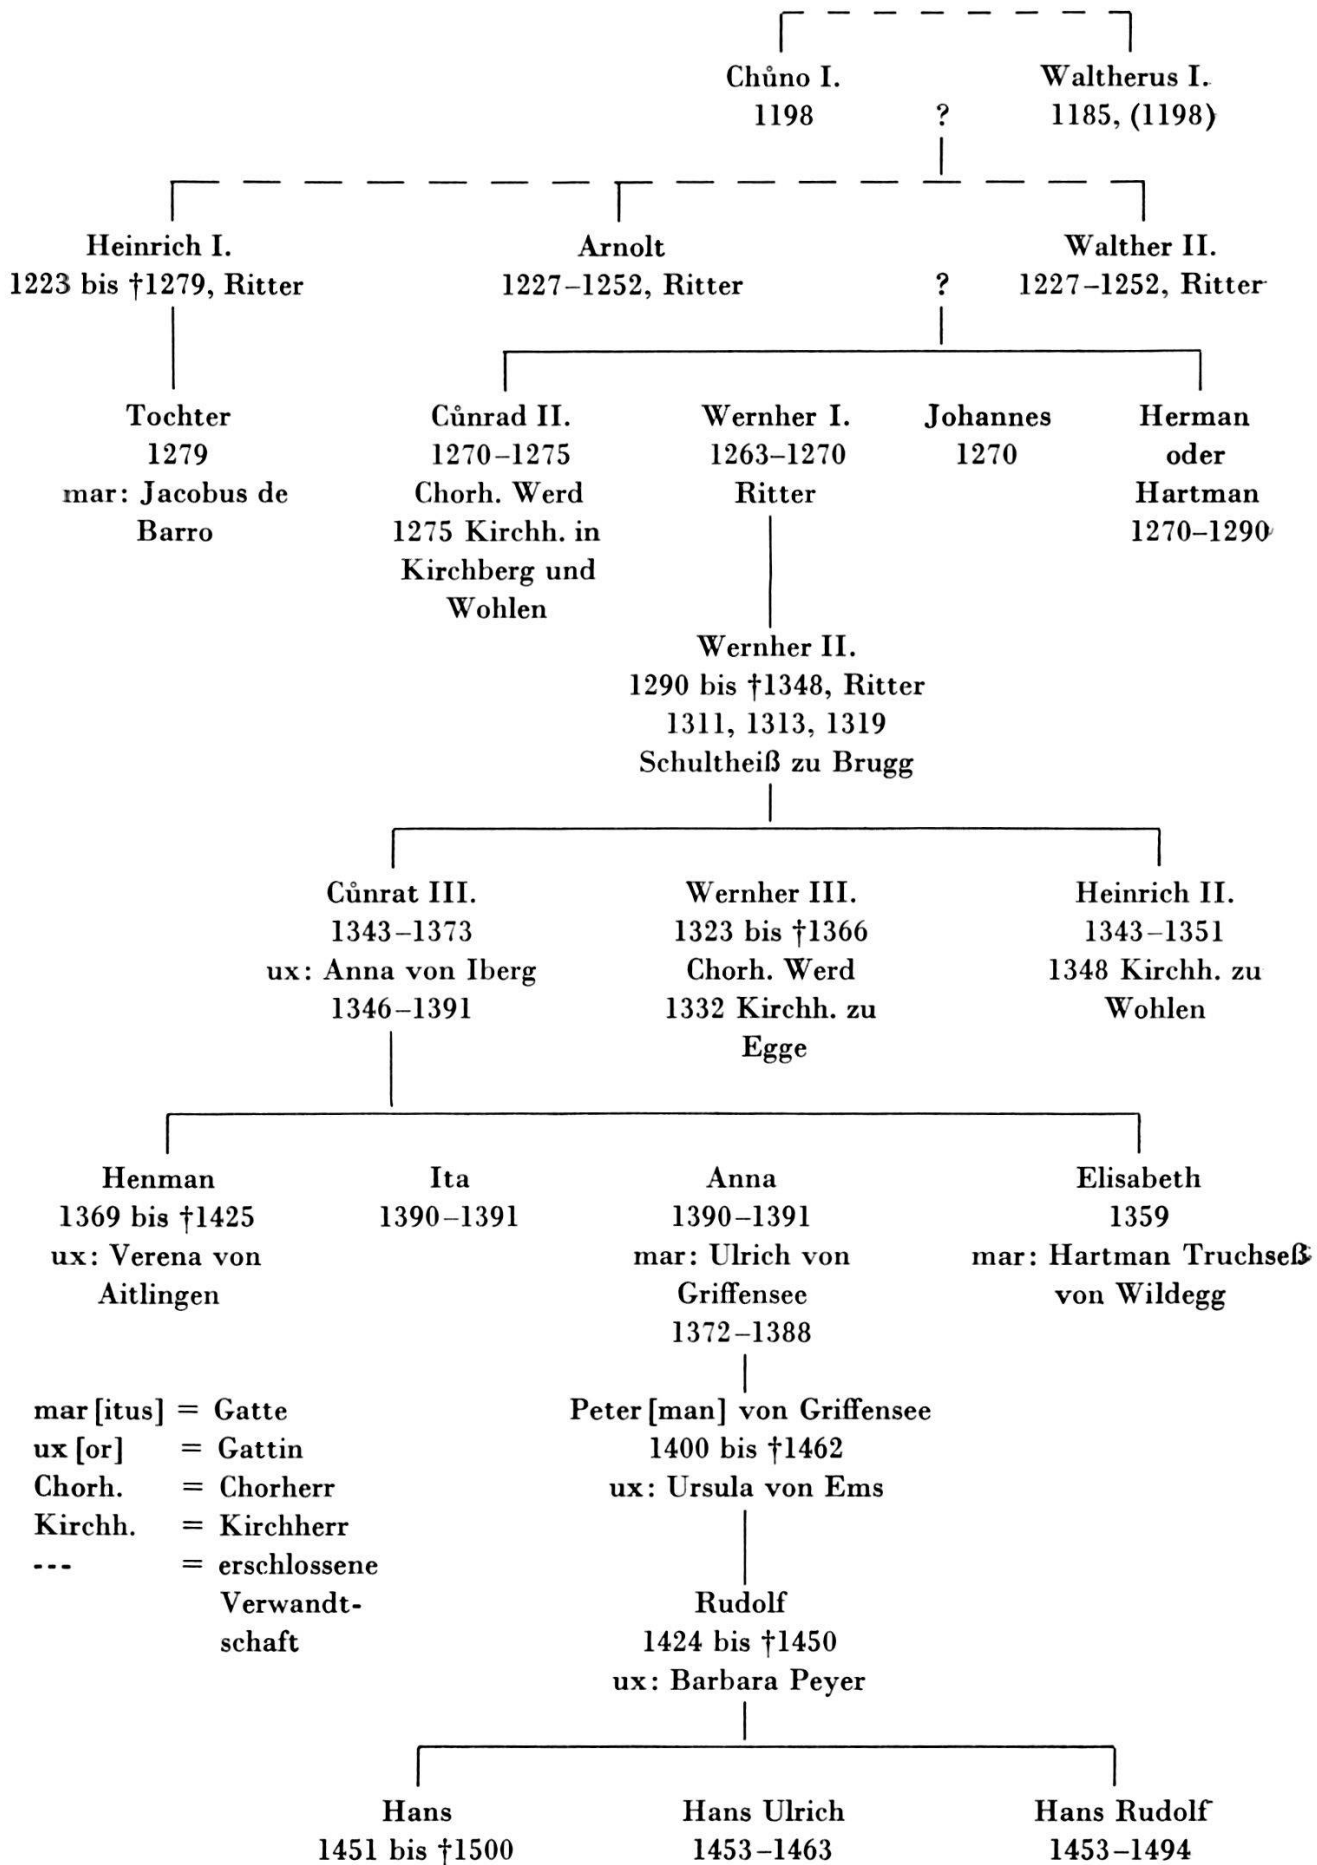 Chůno I.
1198
Waltherus I.
1185, (1198)
?
Heinrich I.
1223 bis †1279, Ritter
Arnolt
1227–1252, Ritter
Walther II.
1227–1252, Ritter
?
Tochter
1279
mar: Jacobus de
Barro
Cůnrad II.
1270–1275
Chorh. Werd
1275 Kirchh. in
Kirchberg und
Wohlen
Wernher I.
1263–1270
Ritter
Johannes
1270
Herman
oder
Hartman
1270–1290
Wernher II.
1290 bis †1348, Ritter
1311, 1313, 1319
Schultheiß zu Brugg
Cůnrat III.
1343–1373
ux: Anna von Iberg
1346–1391
Wernher III.
1323 bis †1366
Chorh. Werd
1332 Kirchh. zu
Egge
Heinrich II.
1343–1351
1348 Kirchh. zu
Wohlen
Henman
1369 bis †1425
ux: Verena von
Aitlingen
Ita
1390–1391
Anna
1390–1391
mar: Ulrich von
Griffensee
1372–1388
Elisabeth
1359
mar: Hartman Truchseß
von Wildegg
mar[itus] = Gatte
ux[or] = Gattin
Chorh. = Chorherr
Kirchh. = Kirchherr
--- = erschlossene
Verwandt-
schaft
Peter[man] von Griffensee
1400 bis †1462
ux: Ursula von Ems
Rudolf
1424 bis †1450
ux: Barbara Peyer
Hans
1451 bis †1500
Hans Ulrich
1453–1463
Hans Rudolf
1453–1494